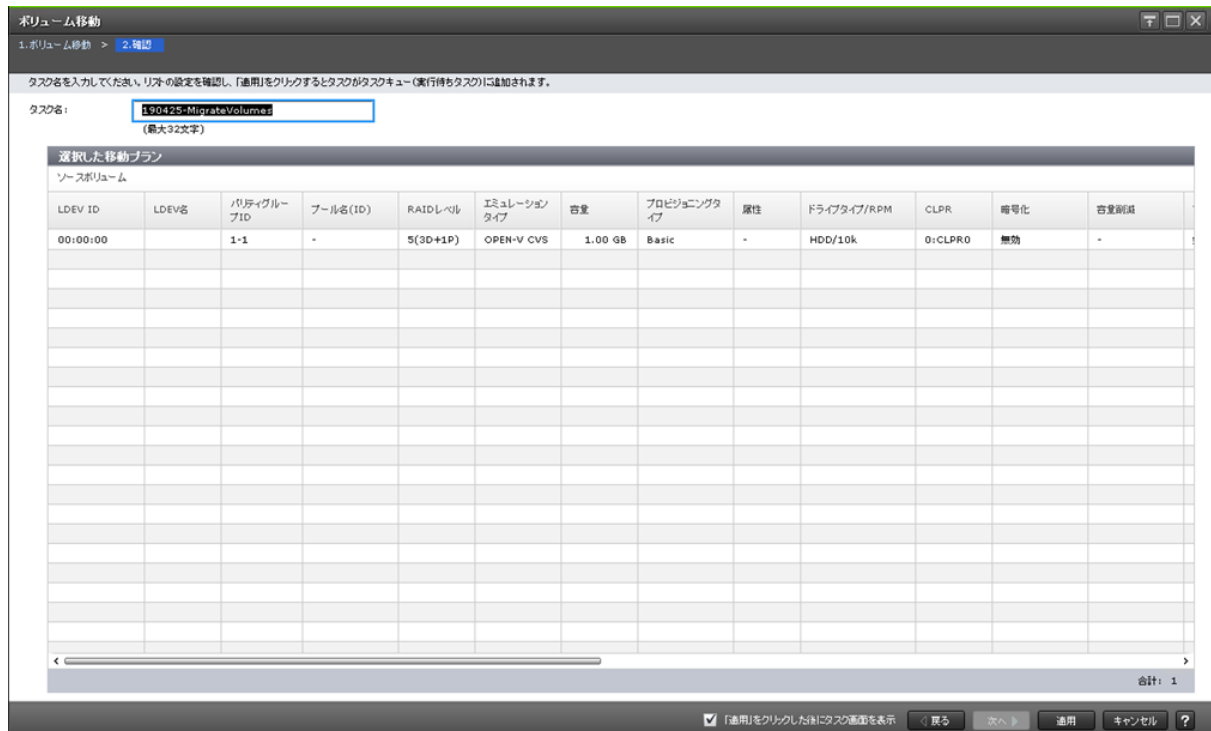 ボリューム移動
1.ボリューム移動 > 2.確認
タスク名を入力してください。リストの設定を確認し、「適用」をクリックするとタスクがタスクキュー(実行待ちタスク)に追加されます。
タスク名: 190425-MigrateVolumes
(最大32文字)
選択した移動プラン
ソースボリューム
LDEV ID LDEV名 パリティグループID プール名(ID) RAIDレベル エミュレーションタイプ 容量 プロビジョニングタイプ 属性 ドライブタイプ/RPM CLPR 暗号化 容量削減
00:00:00 1-1 - 5(3D+1P) OPEN-V CVS 1.00 GB Basic - HDD/10k 0:CLPR0 無効 -
合計: 1
「適用」をクリックした後にタスク画面を表示 戻る 次へ 適用 キャンセル ?